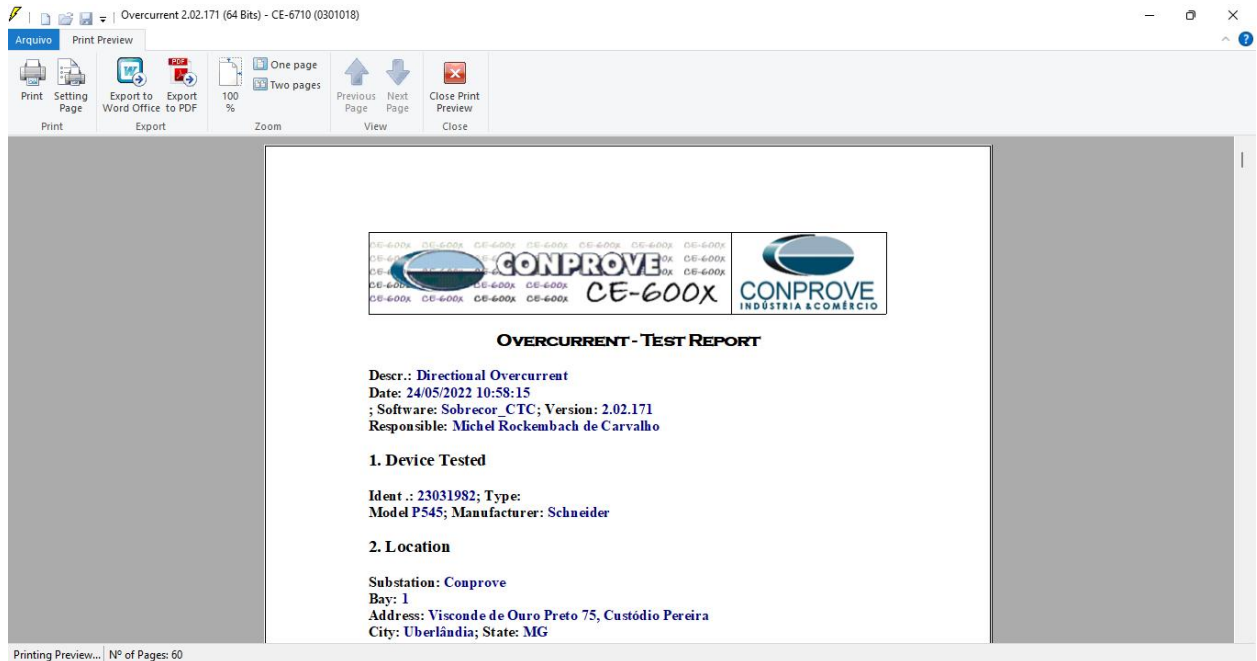 Overcurrent 2.02.171 (64 Bits) - CE-6710 (0301018)
Arquivo Print Preview
Print
Setting Page
Export to Word Office
Export to PDF
100 %
One page
Two pages
Previous Page
Next Page
Close Print Preview
Print Export Zoom View Close
CONPROVE
CE-600X
CONPROVE
INDÚSTRIA & COMÉRCIO
OVERCURRENT - TEST REPORT
Descr.: Directional Overcurrent
Date: 24/05/2022 10:58:15
; Software: Sobrecor_CTC; Version: 2.02.171
Responsible: Michel Rockembach de Carvalho
1. Device Tested
Ident .: 23031982; Type:
Model P545; Manufacturer: Schneider
2. Location
Substation: Conprove
Bay: 1
Address: Visconde de Ouro Preto 75, Custódio Pereira
City: Uberlândia; State: MG
Printing Preview... Nº of Pages: 60